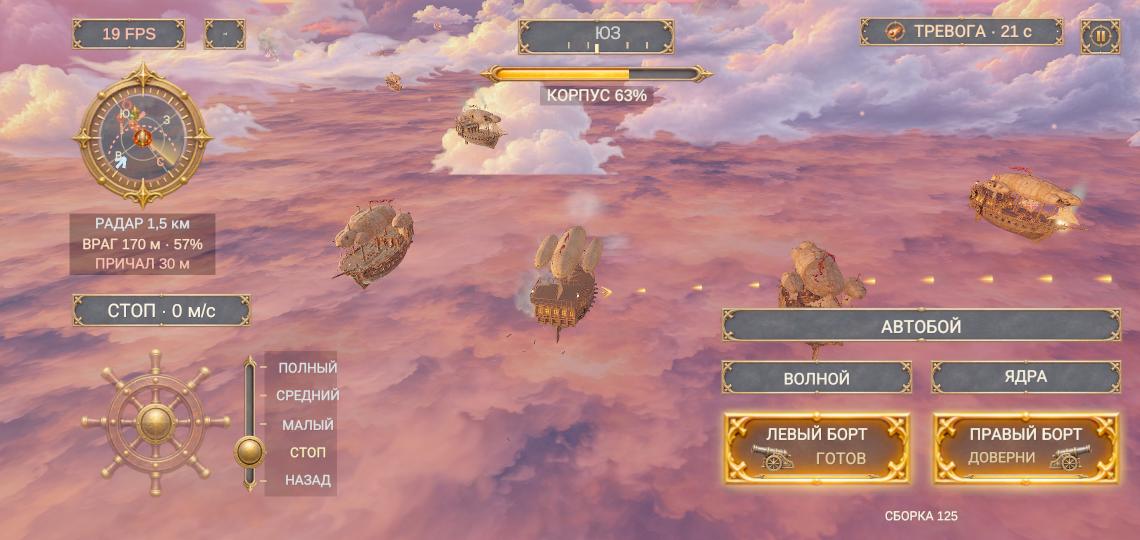 19 FPS
ЮЗ
ТРЕВОГА · 21 с
КОРПУС 63%
Ю
З
В
С
РАДАР 1,5 км
ВРАГ 170 м · 57%
ПРИЧАЛ 30 м
СТОП · 0 м/с
ПОЛНЫЙ
СРЕДНИЙ
МАЛЫЙ
СТОП
НАЗАД
АВТОБОЙ
ВОЛНОЙ
ЯДРА
ЛЕВЫЙ БОРТ
ГОТОВ
ПРАВЫЙ БОРТ
ДОВЕРНИ
СБОРКА 125